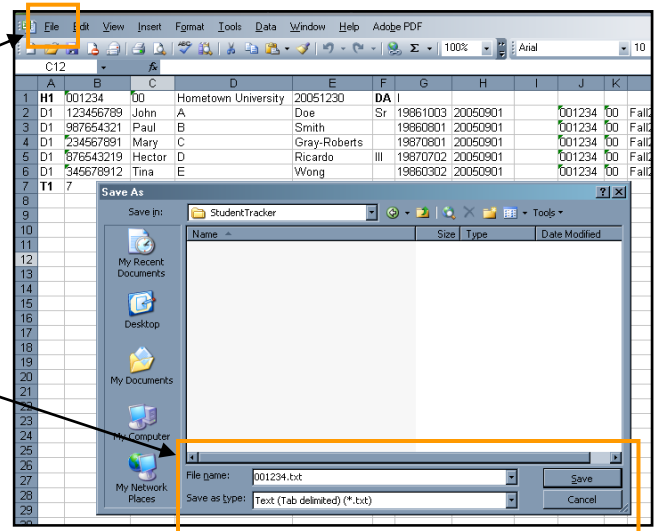 File Edit View Insert Format Tools Data Window Help Adobe PDF
Σ 100% ? Arial 10
C12 fx
A B C D E F G H I J K
1 H1 001234 00 Hometown University 20051230 DA I
2 D1 123456789 John A Doe Sr 19861003 20050901 001234 00 Fall
3 D1 987654321 Paul B Smith 19860801 20050901 001234 00 Fall
4 D1 234567891 Mary C Gray-Roberts 19870801 20050901 001234 00 Fall
5 D1 876543219 Hector D Ricardo III 19870702 20050901 001234 00 Fall
6 D1 345678912 Tina E Wong 19860302 20050901 001234 00 Fall
7 T1 7
Save As ? X
8
9 Save in: StudentTracker Tools
10 Name Size Type Date Modified
11
12 My Recent
13 Documents
14
15
16 Desktop
17
18
19
20 My Documents
21
22
23
24 My Computer
25
26 File name: 001234.txt Save
27 My Network
28 Places Save as type: Text (Tab delimited) (*.txt) Cancel
29